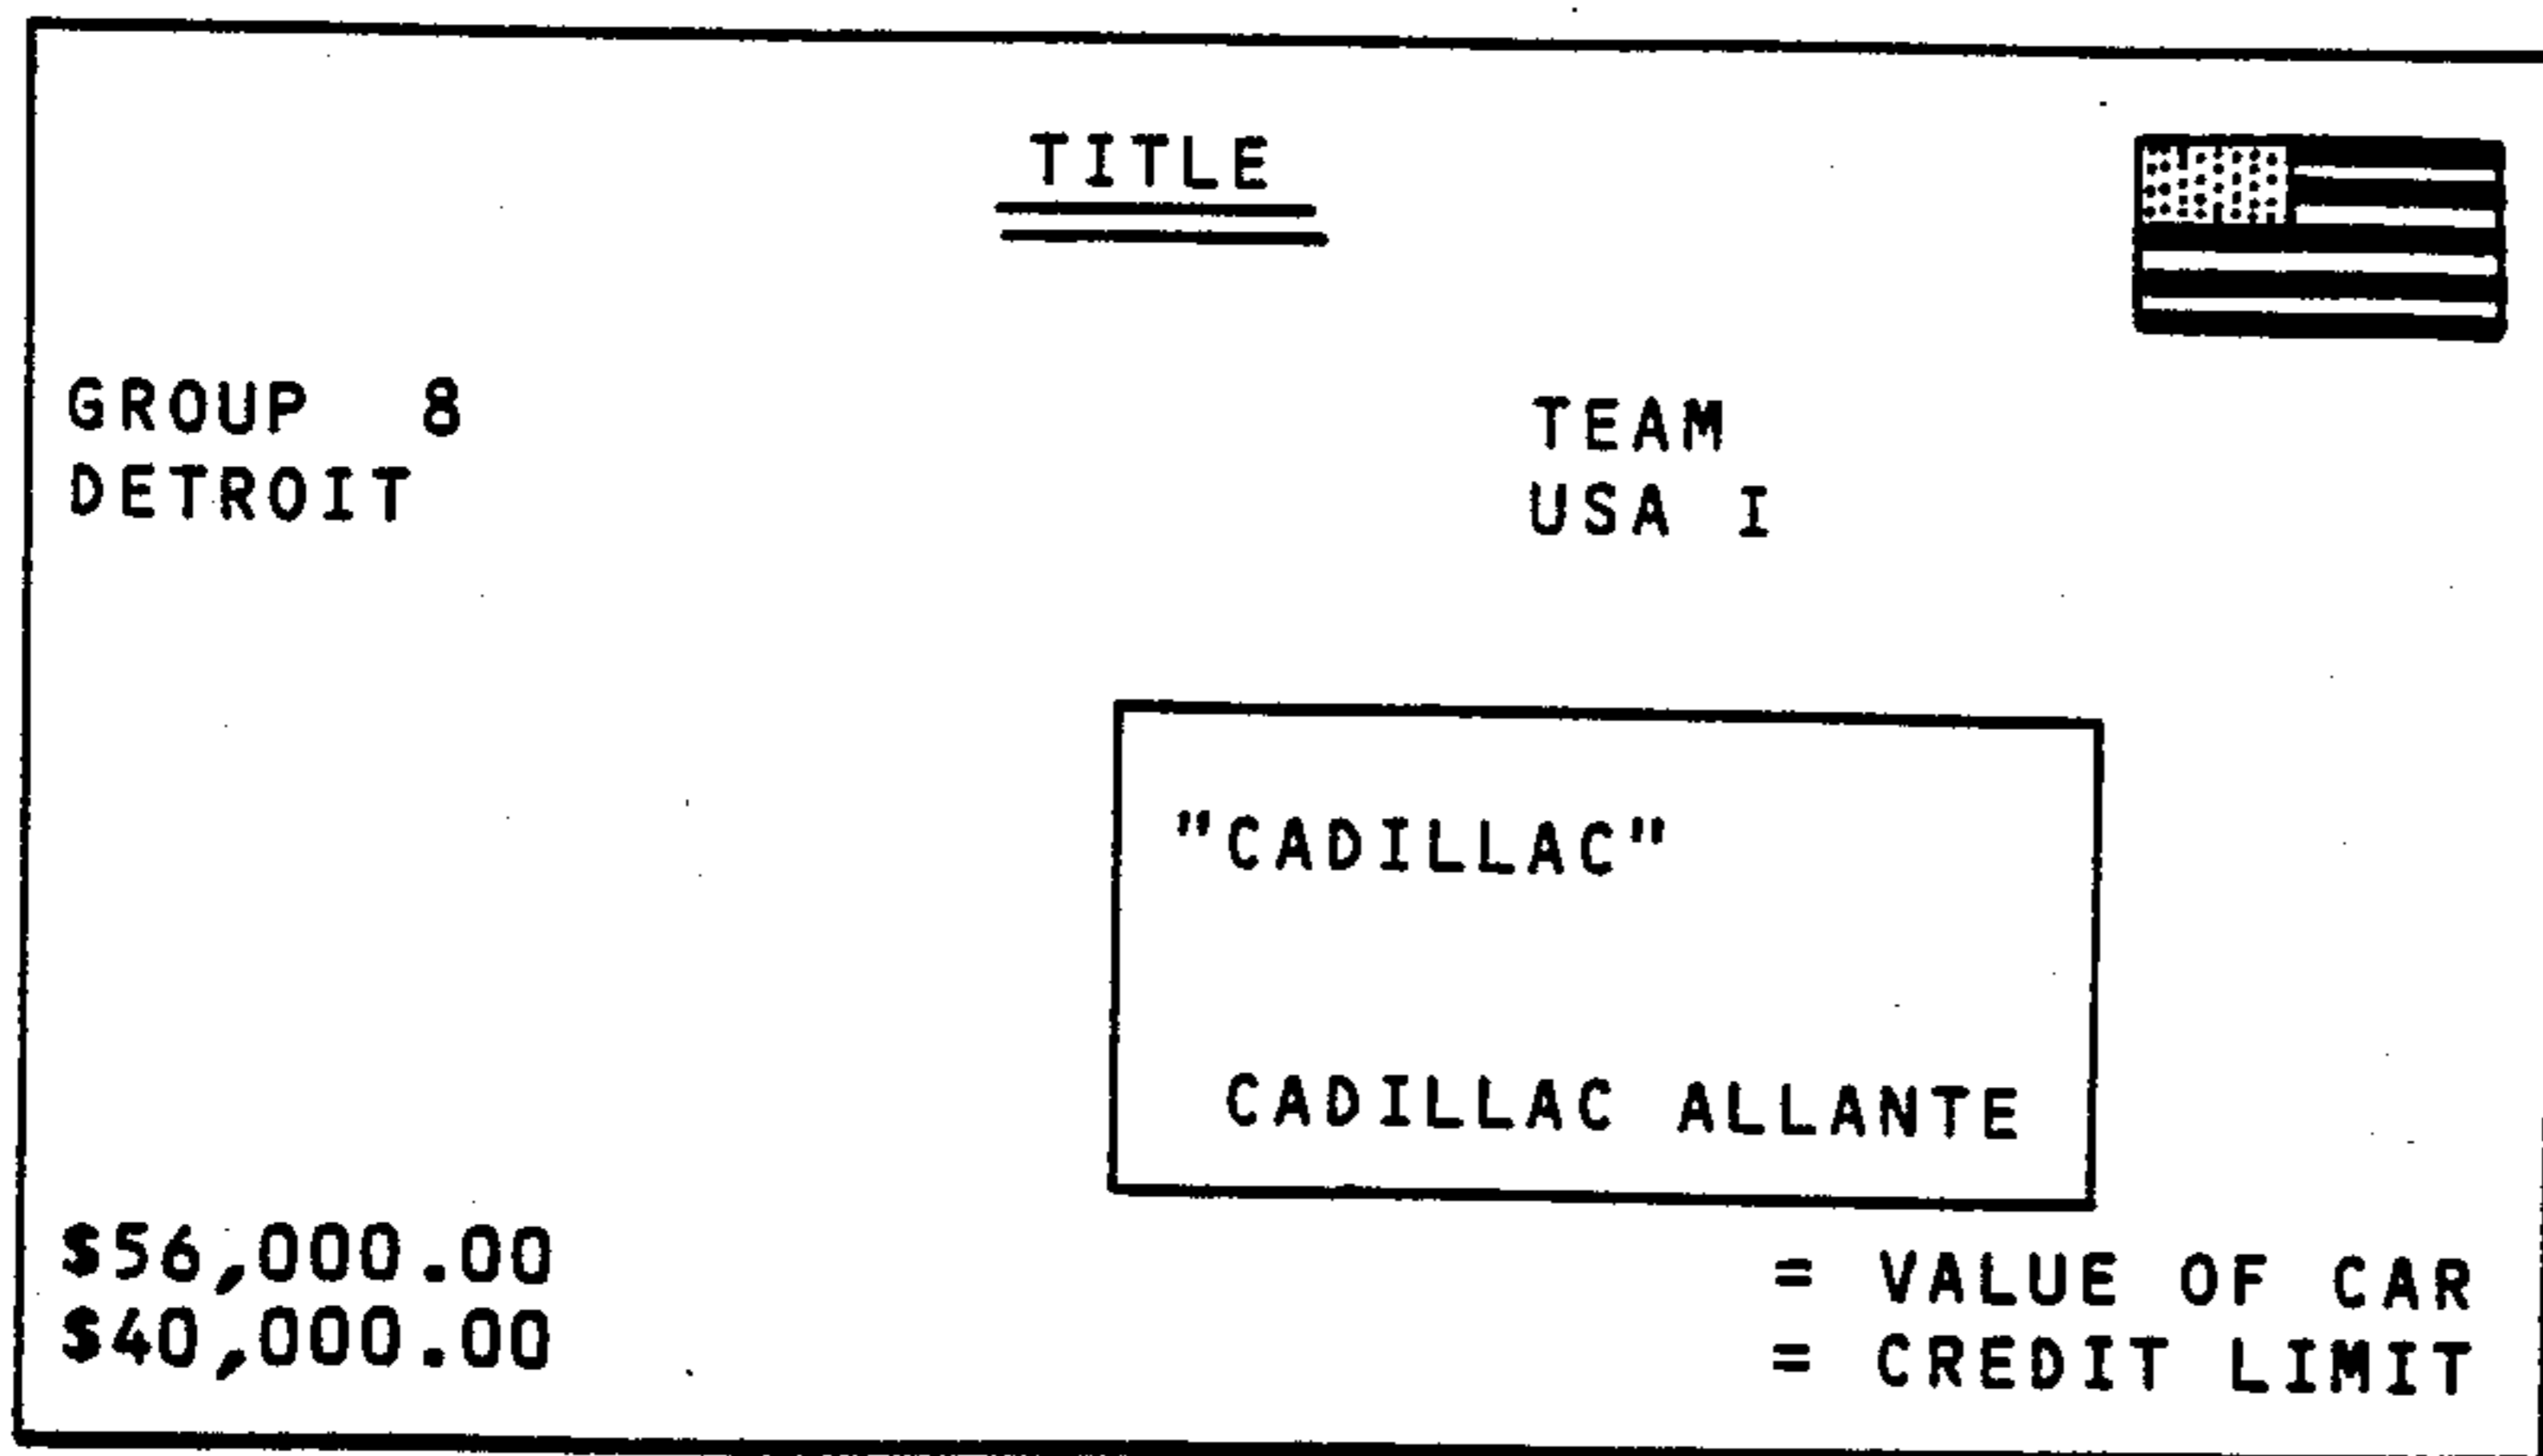 TITLE
GROUP 8
DETROIT
TEAM
USA I
"CADILLAC"
CADILLAC ALLANTE
$56,000.00 = VALUE OF CAR
$40,000.00 = CREDIT LIMIT